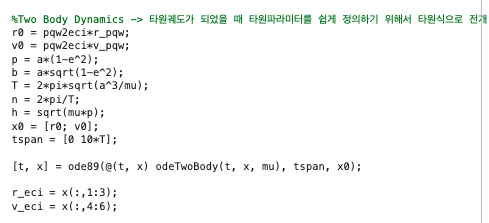 %Two Body Dynamics -> 타원궤도가 되었을 때 타원파라미터를 쉽게 정의하기 위해서 타원식으로 전개
r0 = pqw2eci*r_pqw;
v0 = pqw2eci*v_pqw;
p = a*(1-e^2);
b = a*sqrt(1-e^2);
T = 2*pi*sqrt(a^3/mu);
n = 2*pi/T;
h = sqrt(mu*p);
x0 = [r0; v0];
tspan = [0 10*T];
[t, x] = ode89(@(t, x) odeTwoBody(t, x, mu), tspan, x0);
r_eci = x(:,1:3);
v_eci = x(:,4:6);